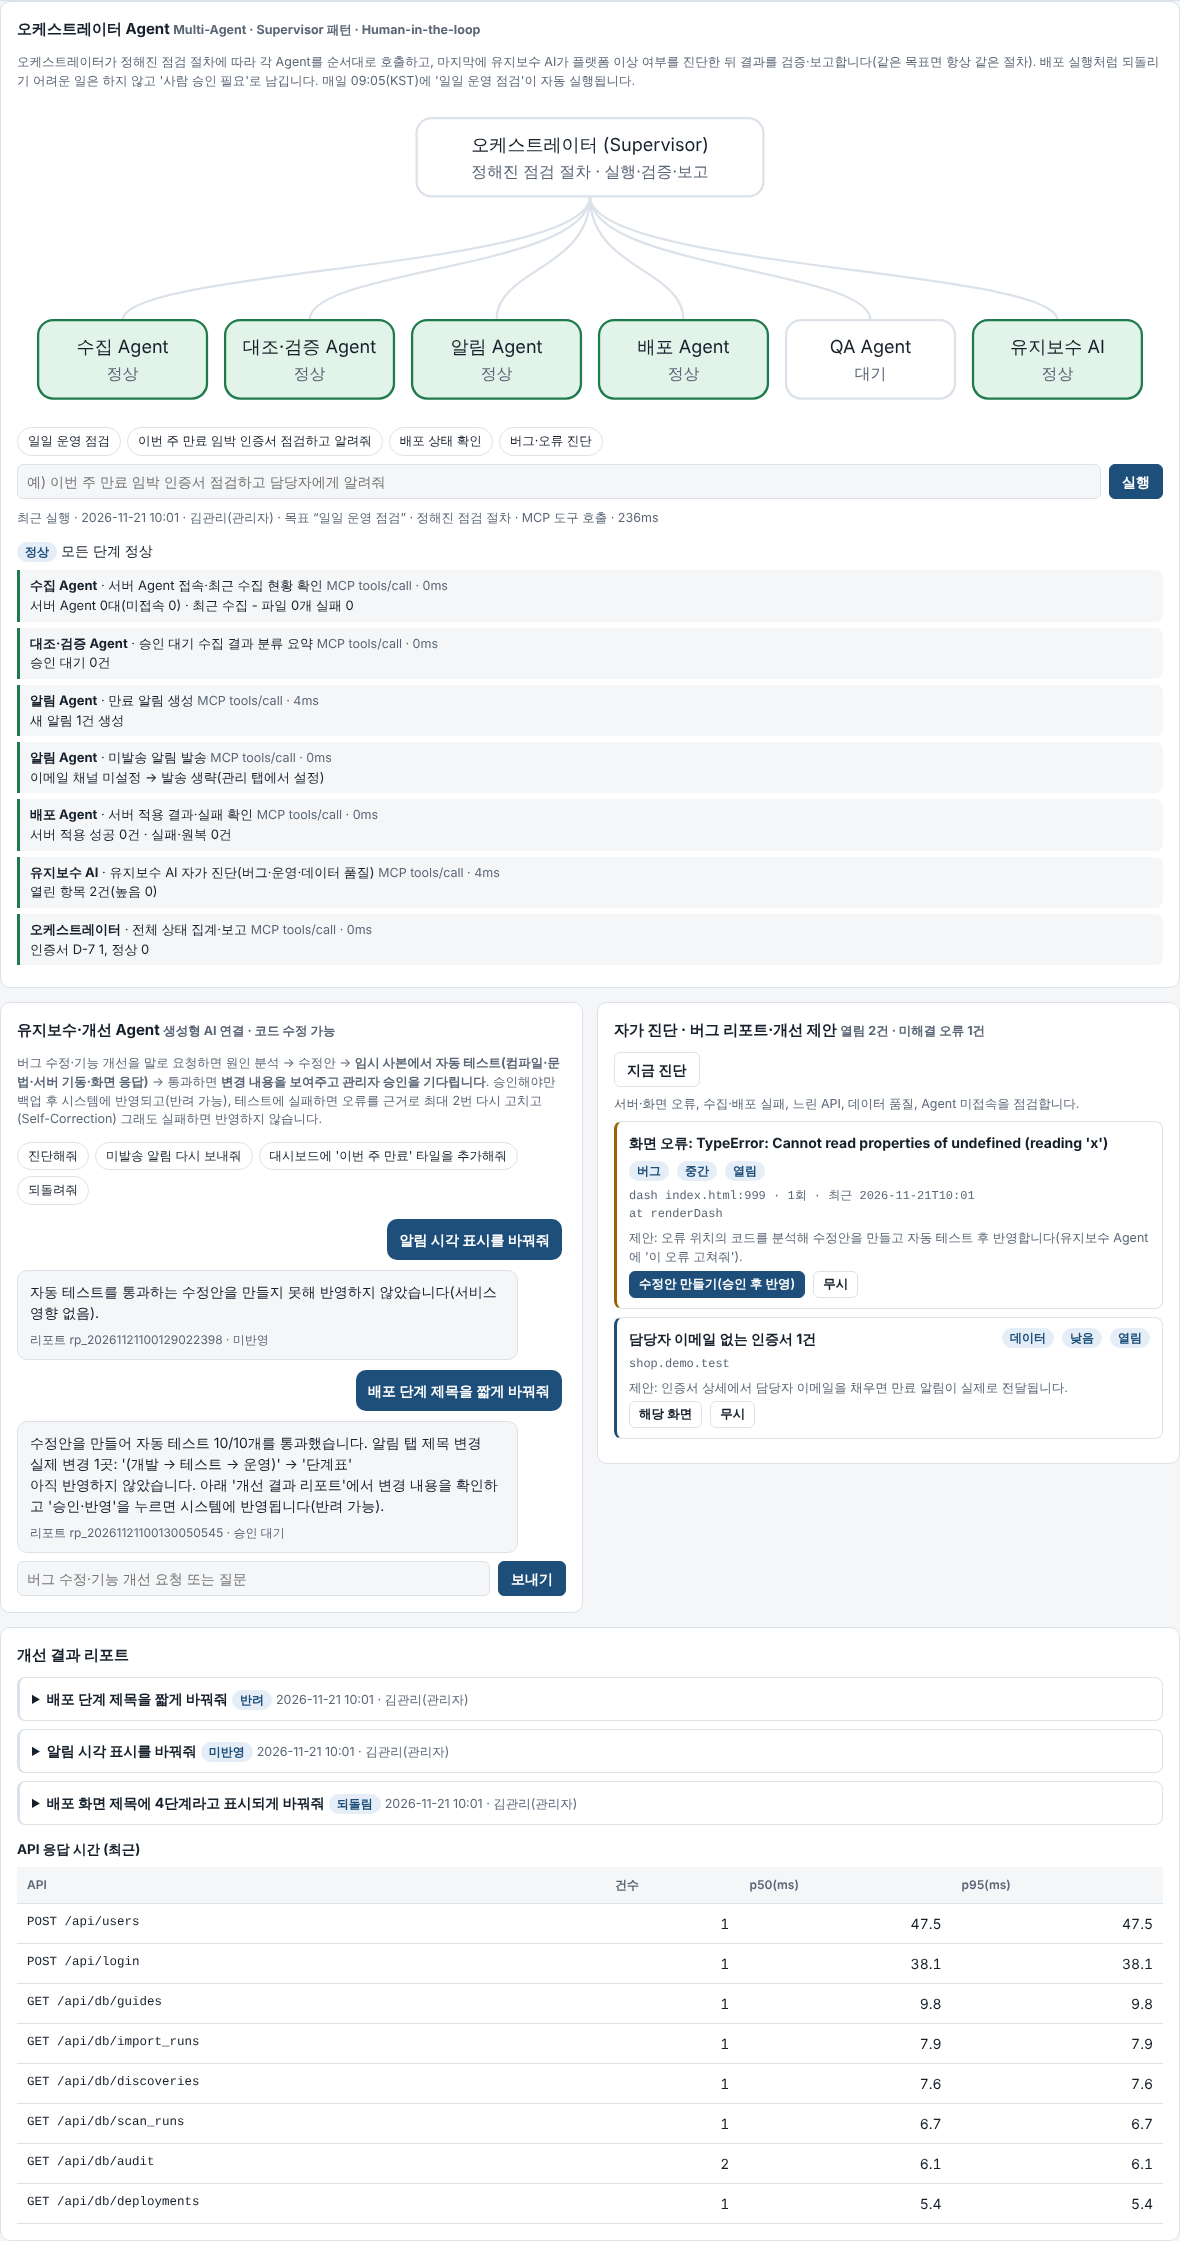 오케스트레이터 Agent Multi-Agent · Supervisor 패턴 · Human-in-the-loop
오케스트레이터가 정해진 점검 절차에 따라 각 Agent를 순서대로 호출하고, 마지막에 유지보수 AI가 플랫폼 이상 여부를 진단한 뒤 결과를 검증·보고합니다(같은 목표면 항상 같은 절차). 배포 실행처럼 되돌리
기 어려운 일은 하지 않고 '사람 승인 필요'로 남깁니다. 매일 09:05(KST)에 '일일 운영 점검'이 자동 실행됩니다.
오케스트레이터 (Supervisor)
정해진 점검 절차 · 실행·검증·보고
수집 Agent
정상
대조·검증 Agent
정상
알림 Agent
정상
배포 Agent
정상
QA Agent
대기
유지보수 AI
정상
일일 운영 점검
이번 주 만료 임박 인증서 점검하고 알려줘
배포 상태 확인
버그·오류 진단
예) 이번 주 만료 임박 인증서 점검하고 담당자에게 알려줘
실행
최근 실행 · 2026-11-21 10:01 · 김관리(관리자) · 목표 “일일 운영 점검” · 정해진 점검 절차 · MCP 도구 호출 · 236ms
정상 모든 단계 정상
수집 Agent · 서버 Agent 접속·최근 수집 현황 확인 MCP tools/call · 0ms
서버 Agent 0대(미접속 0) · 최근 수집 - 파일 0개 실패 0
대조·검증 Agent · 승인 대기 수집 결과 분류 요약 MCP tools/call · 0ms
승인 대기 0건
알림 Agent · 만료 알림 생성 MCP tools/call · 4ms
새 알림 1건 생성
알림 Agent · 미발송 알림 발송 MCP tools/call · 0ms
이메일 채널 미설정 → 발송 생략(관리 탭에서 설정)
배포 Agent · 서버 적용 결과·실패 확인 MCP tools/call · 0ms
서버 적용 성공 0건 · 실패·원복 0건
유지보수 AI · 유지보수 AI 자가 진단(버그·운영·데이터 품질) MCP tools/call · 4ms
열린 항목 2건(높음 0)
오케스트레이터 · 전체 상태 집계·보고 MCP tools/call · 0ms
인증서 D-7 1, 정상 0
유지보수·개선 Agent 생성형 AI 연결 · 코드 수정 가능
버그 수정·기능 개선을 말로 요청하면 원인 분석 → 수정안 → 임시 사본에서 자동 테스트(컴파일·문
법·서버 기동·화면 응답) → 통과하면 변경 내용을 보여주고 관리자 승인을 기다립니다. 승인해야만
백업 후 시스템에 반영되고(반려 가능), 테스트에 실패하면 오류를 근거로 최대 2번 다시 고치고
(Self-Correction) 그래도 실패하면 반영하지 않습니다.
진단해줘
미발송 알림 다시 보내줘
대시보드에 '이번 주 만료' 타일을 추가해줘
되돌려줘
알림 시각 표시를 바꿔줘
자동 테스트를 통과하는 수정안을 만들지 못해 반영하지 않았습니다(서비스
영향 없음).
리포트 rp_20261121100129022398 · 미반영
배포 단계 제목을 짧게 바꿔줘
수정안을 만들어 자동 테스트 10/10개를 통과했습니다. 알림 탭 제목 변경
실제 변경 1곳: '(개발 → 테스트 → 운영)' → '단계표'
아직 반영하지 않았습니다. 아래 '개선 결과 리포트'에서 변경 내용을 확인하
고 '승인·반영'을 누르면 시스템에 반영됩니다(반려 가능).
리포트 rp_20261121100130050545 · 승인 대기
버그 수정·기능 개선 요청 또는 질문
보내기
자가 진단 · 버그 리포트·개선 제안 열림 2건 · 미해결 오류 1건
지금 진단
서버·화면 오류, 수집·배포 실패, 느린 API, 데이터 품질, Agent 미접속을 점검합니다.
화면 오류: TypeError: Cannot read properties of undefined (reading 'x')
버그 중간 열림
dash index.html:999 · 1회 · 최근 2026-11-21T10:01
at renderDash
제안: 오류 위치의 코드를 분석해 수정안을 만들고 자동 테스트 후 반영합니다(유지보수 Agent
에 '이 오류 고쳐줘').
수정안 만들기(승인 후 반영)
무시
담당자 이메일 없는 인증서 1건
데이터 낮음 열림
shop.demo.test
제안: 인증서 상세에서 담당자 이메일을 채우면 만료 알림이 실제로 전달됩니다.
해당 화면
무시
개선 결과 리포트
▶ 배포 단계 제목을 짧게 바꿔줘 반려 2026-11-21 10:01 · 김관리(관리자)
▶ 알림 시각 표시를 바꿔줘 미반영 2026-11-21 10:01 · 김관리(관리자)
▶ 배포 화면 제목에 4단계라고 표시되게 바꿔줘 되돌림 2026-11-21 10:01 · 김관리(관리자)
API 응답 시간 (최근)
API 건수 p50(ms) p95(ms)
POST /api/users 1 47.5 47.5
POST /api/login 1 38.1 38.1
GET /api/db/guides 1 9.8 9.8
GET /api/db/import_runs 1 7.9 7.9
GET /api/db/discoveries 1 7.6 7.6
GET /api/db/scan_runs 1 6.7 6.7
GET /api/db/audit 2 6.1 6.1
GET /api/db/deployments 1 5.4 5.4